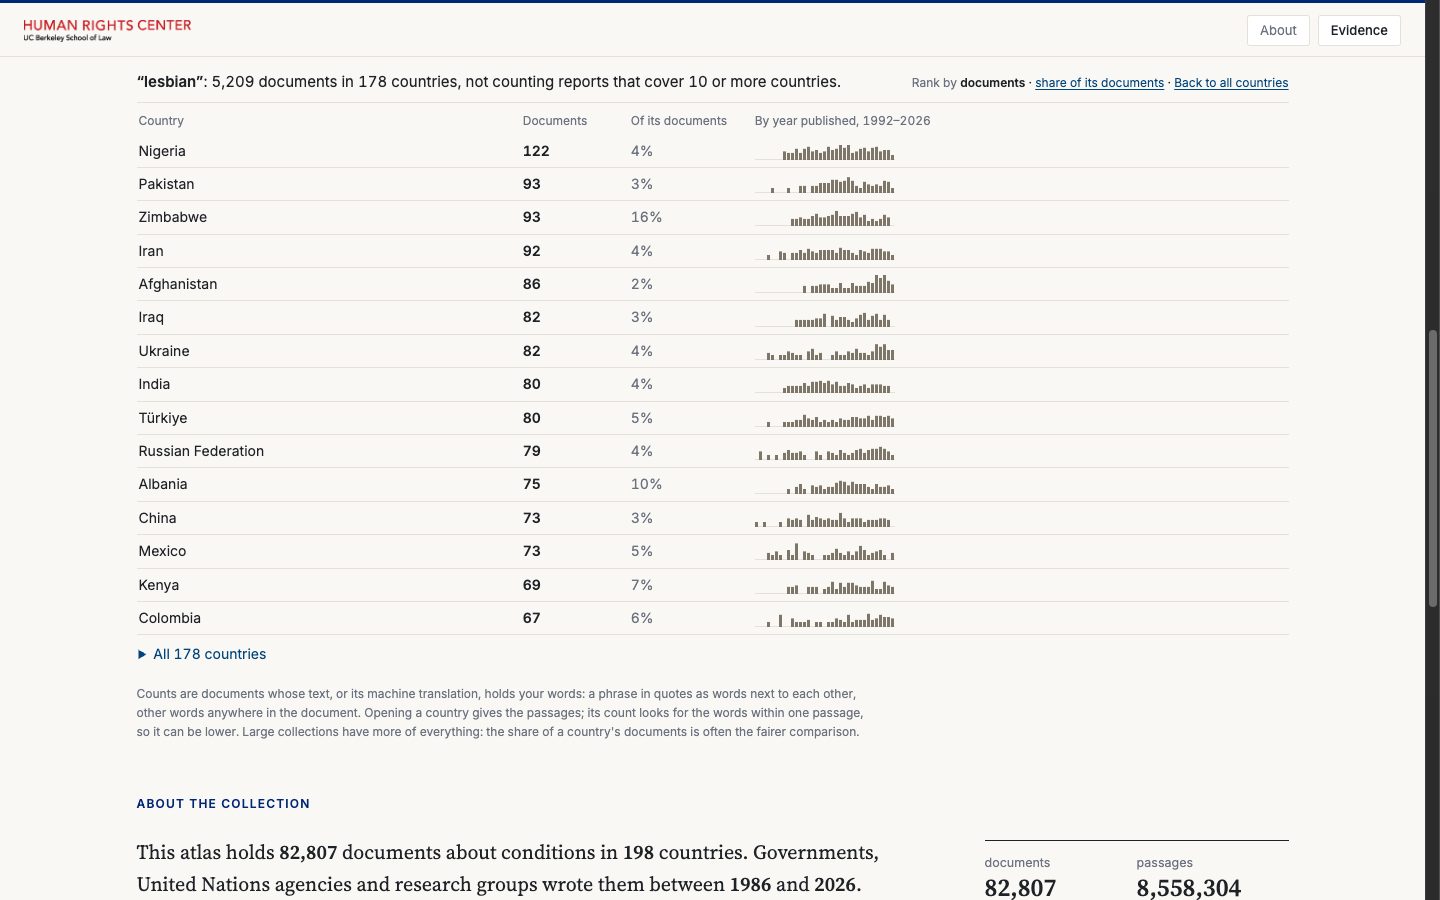 HUMAN RIGHTS CENTER
UC Berkeley School of Law
About
Evidence
“lesbian”: 5,209 documents in 178 countries, not counting reports that cover 10 or more countries.
Rank by documents · share of its documents · Back to all countries
Country Documents Of its documents By year published, 1992–2026
Nigeria 122 4%
Pakistan 93 3%
Zimbabwe 93 16%
Iran 92 4%
Afghanistan 86 2%
Iraq 82 3%
Ukraine 82 4%
India 80 4%
Türkiye 80 5%
Russian Federation 79 4%
Albania 75 10%
China 73 3%
Mexico 73 5%
Kenya 69 7%
Colombia 67 6%
▶ All 178 countries
Counts are documents whose text, or its machine translation, holds your words: a phrase in quotes as words next to each other,
other words anywhere in the document. Opening a country gives the passages; its count looks for the words within one passage,
so it can be lower. Large collections have more of everything: the share of a country's documents is often the fairer comparison.
ABOUT THE COLLECTION
This atlas holds 82,807 documents about conditions in 198 countries. Governments,
United Nations agencies and research groups wrote them between 1986 and 2026.
documents passages
82,807 8,558,304